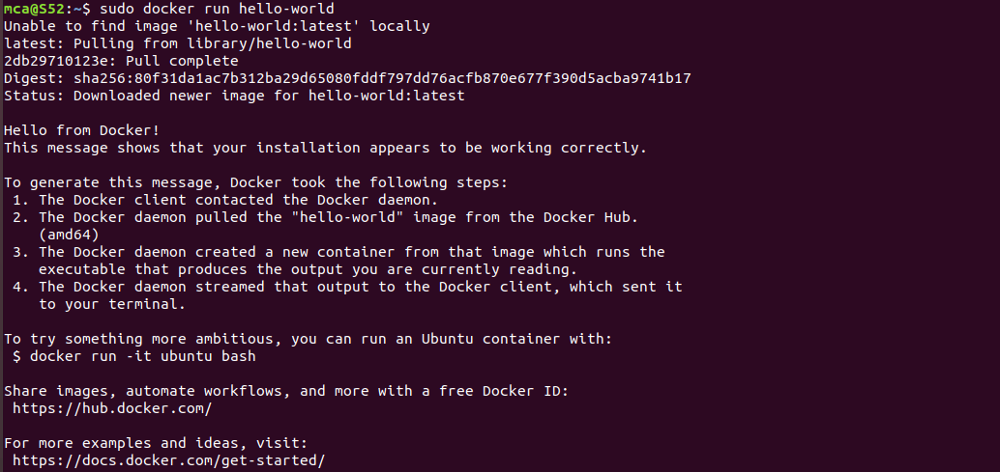 mca@S52:~$ sudo docker run hello-world
Unable to find image 'hello-world:latest' locally
latest: Pulling from library/hello-world
2db29710123e: Pull complete
Digest: sha256:80f31da1ac7b312ba29d65080fddf797dd76acfb870e677f390d5acba9741b17
Status: Downloaded newer image for hello-world:latest

Hello from Docker!
This message shows that your installation appears to be working correctly.

To generate this message, Docker took the following steps:
 1. The Docker client contacted the Docker daemon.
 2. The Docker daemon pulled the "hello-world" image from the Docker Hub.
    (amd64)
 3. The Docker daemon created a new container from that image which runs the
    executable that produces the output you are currently reading.
 4. The Docker daemon streamed that output to the Docker client, which sent it
    to your terminal.

To try something more ambitious, you can run an Ubuntu container with:
 $ docker run -it ubuntu bash

Share images, automate workflows, and more with a free Docker ID:
 https://hub.docker.com/

For more examples and ideas, visit:
 https://docs.docker.com/get-started/